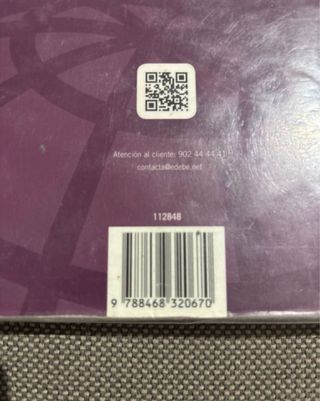 Atención al cliente: 902 44 44 41
contacta@edebe.net
112848
9 788468 320670